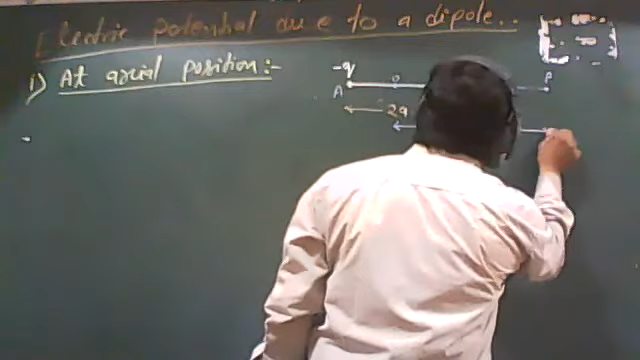 Electric potential due to a dipole..
1) At axial position:-
-q
o
P
A
2a